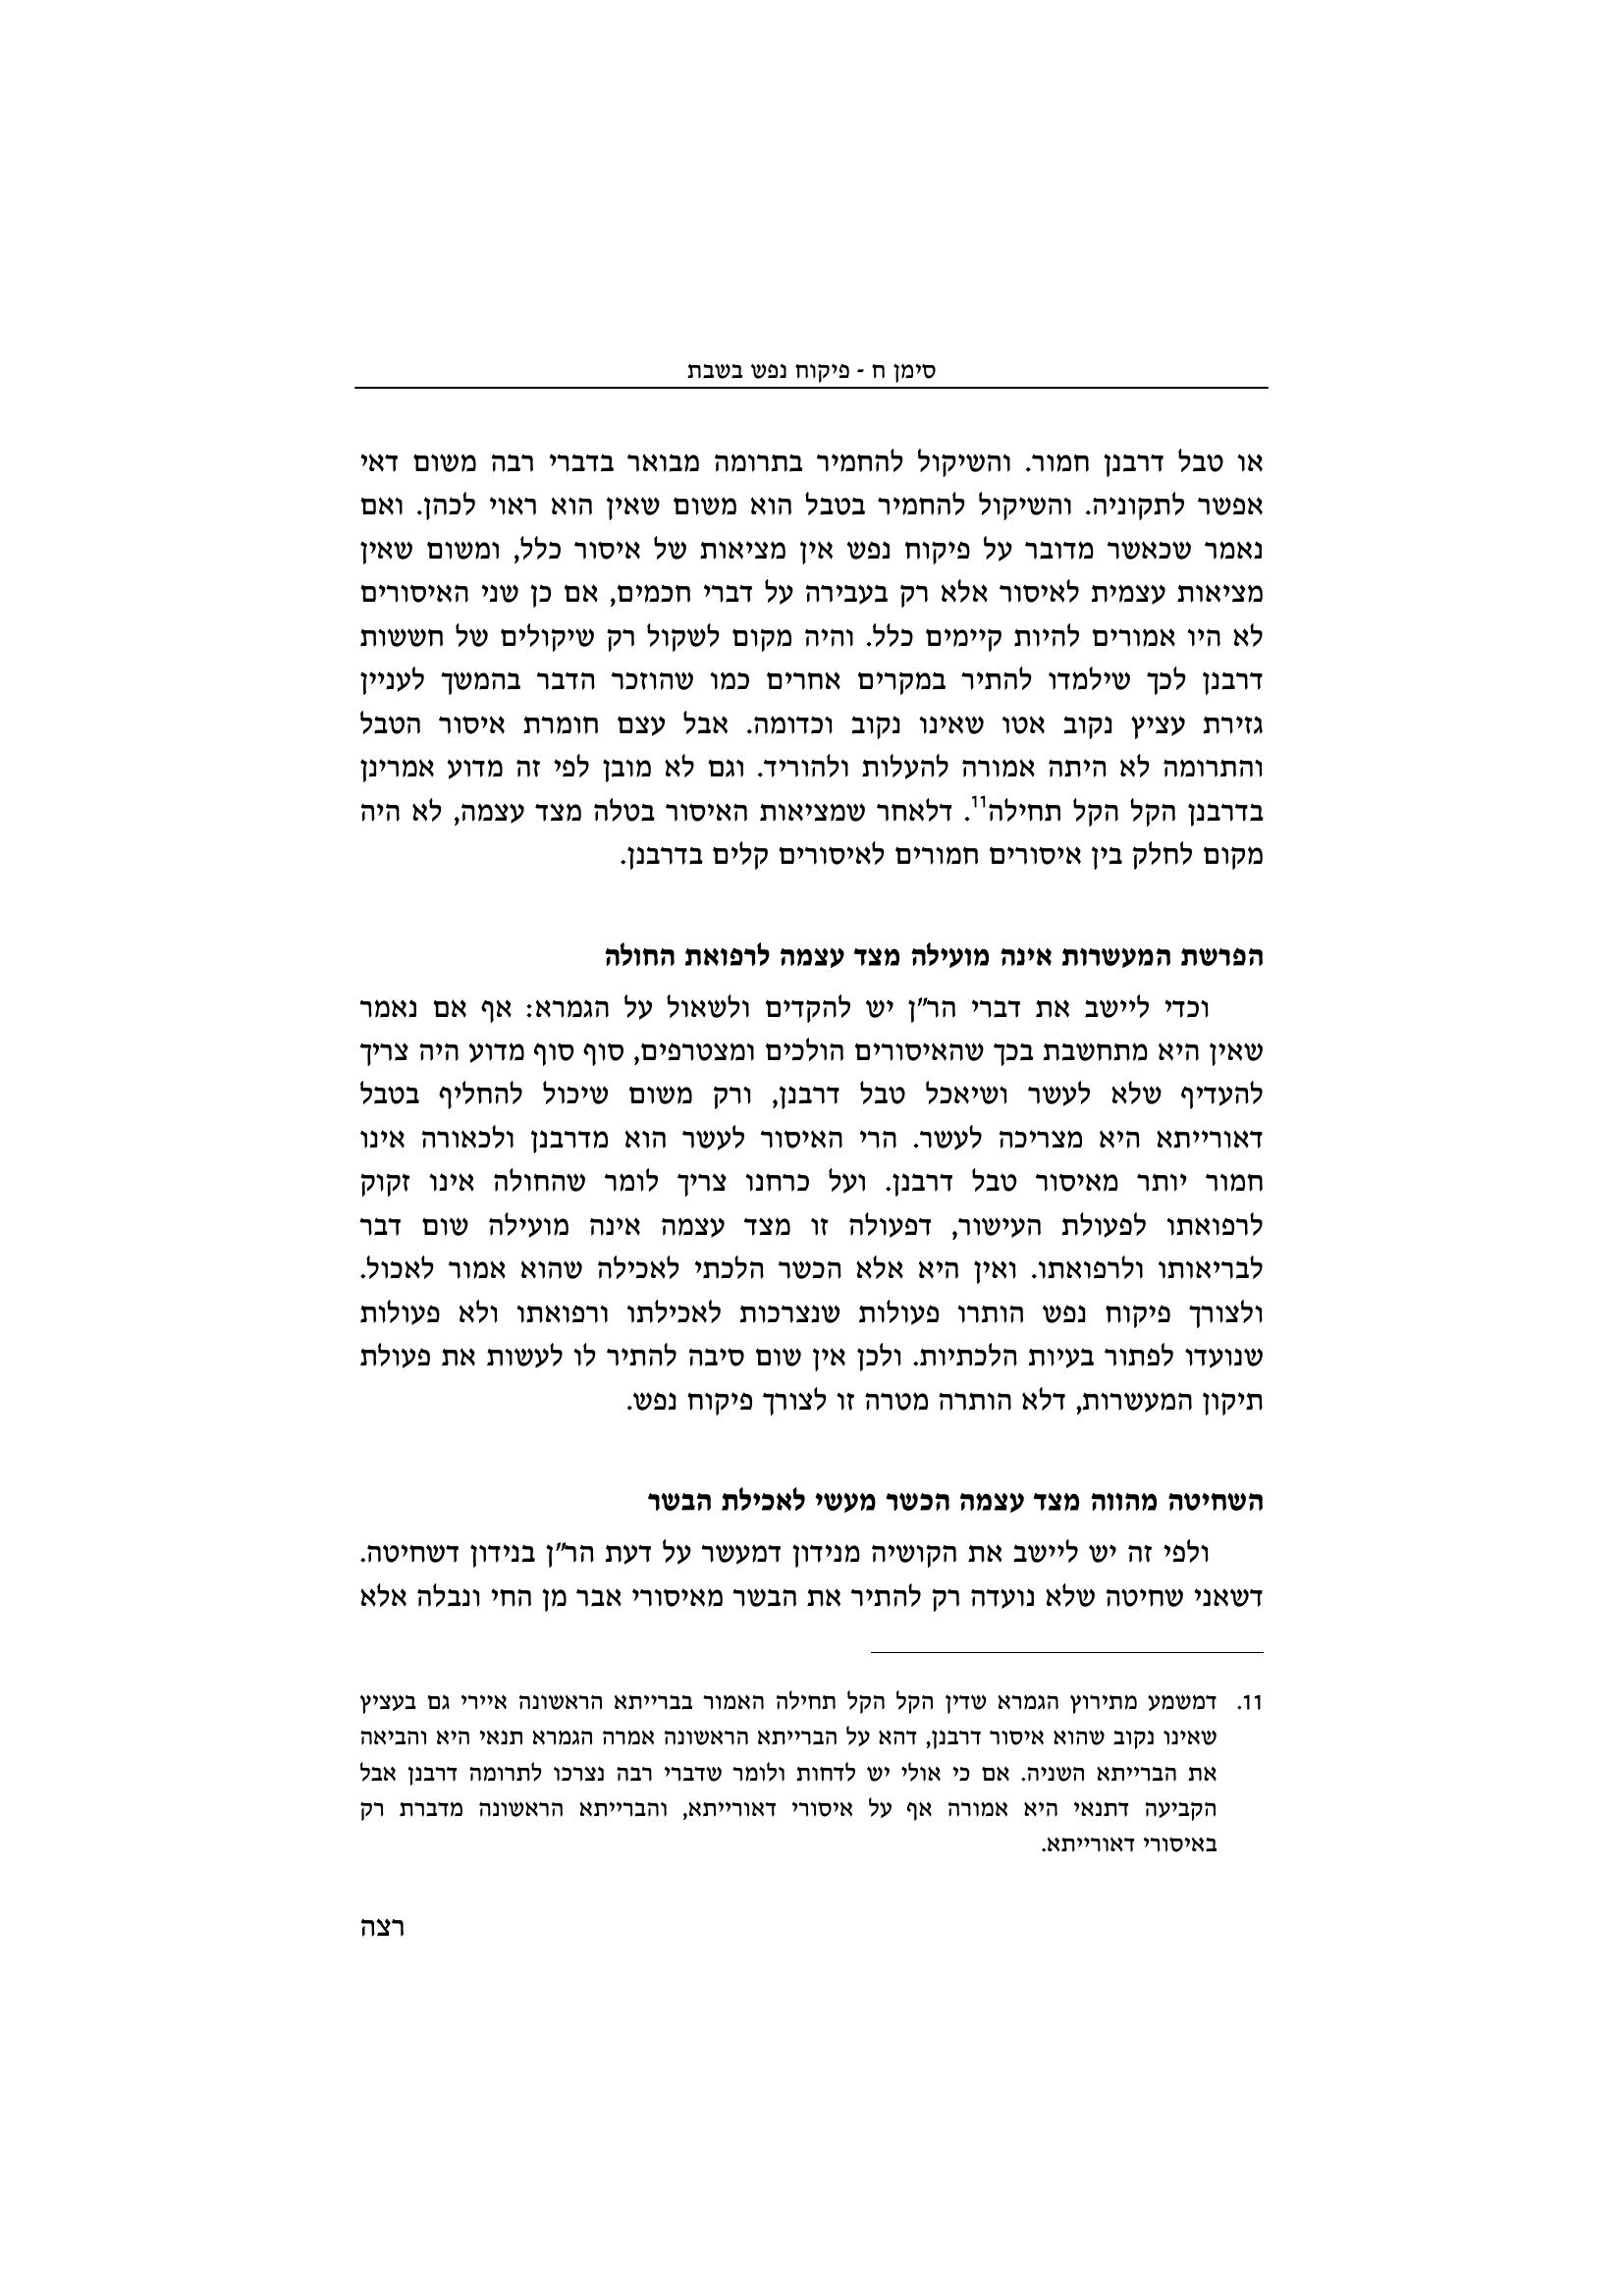 סימן ח - פיקוח נפש בשבת
או טבל דרבנן חמור. והשיקול להחמיר בתרומה מבואר בדברי רבה משום דאי
אפשר לתקוניה. והשיקול להחמיר בטבל הוא משום שאין הוא ראוי לכהן. ואם
נאמר שכאשר מדובר על פיקוח נפש אין מציאות של איסור כלל, ומשום שאין
מציאות עצמית לאיסור אלא רק בעבירה על דברי חכמים, אם כן שני האיסורים
לא היו אמורים להיות קיימים כלל. והיה מקום לשקול רק שיקולים של חששות
דרבנן לכך שילמדו להתיר במקרים אחרים כמו שהוזכר הדבר בהמשך לעניין
גזירת עציץ נקוב אטו שאינו נקוב וכדומה. אבל עצם חומרת איסור הטבל
והתרומה לא היתה אמורה להעלות ולהוריד. וגם לא מובן לפי זה מדוע אמרינן
בדרבנן הקל הקל תחילה11. דלאחר שמציאות האיסור בטלה מצד עצמה, לא היה
מקום לחלק בין איסורים חמורים לאיסורים קלים בדרבנן.
הפרשת המעשרות אינה מועילה מצד עצמה לרפואת החולה
וכדי ליישב את דברי הר"ן יש להקדים ולשאול על הגמרא: אף אם נאמר
שאין היא מתחשבת בכך שהאיסורים הולכים ומצטרפים, סוף סוף מדוע היה צריך
להעדיף שלא לעשר ושיאכל טבל דרבנן, ורק משום שיכול להחליף בטבל
דאורייתא היא מצריכה לעשר. הרי האיסור לעשר הוא מדרבנן ולכאורה אינו
חמור יותר מאיסור טבל דרבנן. ועל כרחנו צריך לומר שהחולה אינו זקוק
לרפואתו לפעולת העישור, דפעולה זו מצד עצמה אינה מועילה שום דבר
לבריאותו ולרפואתו. ואין היא אלא הכשר הלכתי לאכילה שהוא אמור לאכול.
ולצורך פיקוח נפש הותרו פעולות שנצרכות לאכילתו ורפואתו ולא פעולות
שנועדו לפתור בעיות הלכתיות. ולכן אין שום סיבה להתיר לו לעשות את פעולת
תיקון המעשרות, דלא הותרה מטרה זו לצורך פיקוח נפש.
השחיטה מהווה מצד עצמה הכשר מעשי לאכילת הבשר
ולפי זה יש ליישב את הקושיה מנידון דמעשר על דעת הר"ן בנידון דשחיטה.
דשאני שחיטה שלא נועדה רק להתיר את הבשר מאיסורי אבר מן החי ונבלה אלא
11. דמשמע מתירוץ הגמרא שדין הקל הקל תחילה האמור בברייתא הראשונה איירי גם בעציץ
שאינו נקוב שהוא איסור דרבנן, דהא על הברייתא הראשונה אמרה הגמרא תנאי היא והביאה
את הברייתא השניה. אם כי אולי יש לדחות ולומר שדברי רבה נצרכו לתרומה דרבנן אבל
הקביעה דתנאי היא אמורה אף על איסורי דאורייתא, והברייתא הראשונה מדברת רק
באיסורי דאורייתא.
רצה